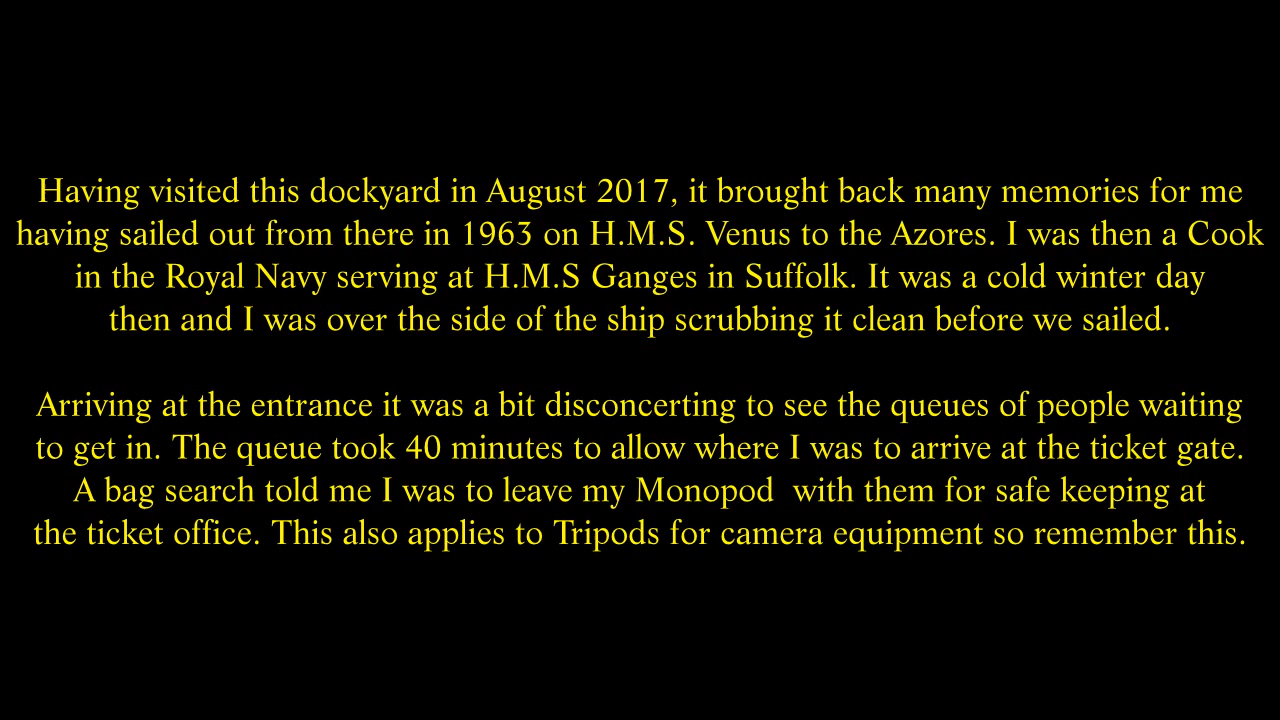 Having visited this dockyard in August 2017, it brought back many memories for me
having sailed out from there in 1963 on H.M.S. Venus to the Azores. I was then a Cook
in the Royal Navy serving at H.M.S Ganges in Suffolk. It was a cold winter day
then and I was over the side of the ship scrubbing it clean before we sailed.
Arriving at the entrance it was a bit disconcerting to see the queues of people waiting
to get in. The queue took 40 minutes to allow where I was to arrive at the ticket gate.
A bag search told me I was to leave my Monopod  with them for safe keeping at
the ticket office. This also applies to Tripods for camera equipment so remember this.